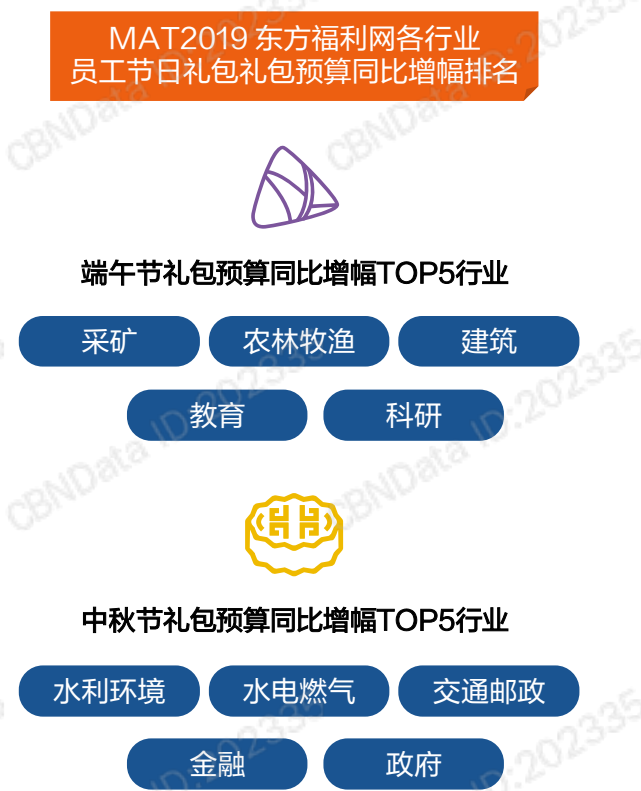 MAT2019 东方福利网各行业
员工节日礼包礼包预算同比增幅排名
端午节礼包预算同比增幅TOP5行业
采矿 农林牧渔 建筑
教育 科研
中秋节礼包预算同比增幅TOP5行业
水利环境 水电燃气 交通邮政
金融 政府
CBNData ID:202335